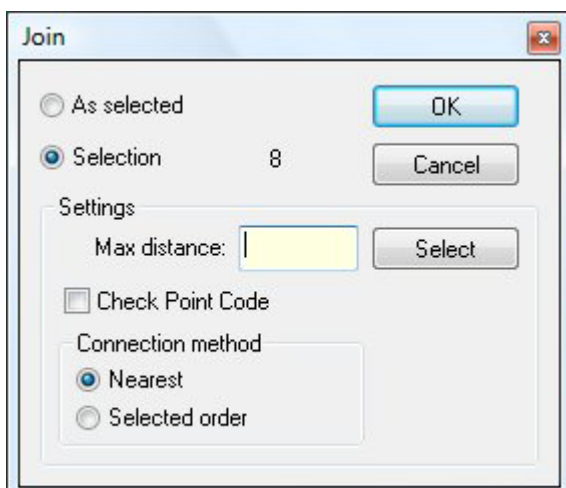 Join
As selected
OK
Selection 8
Cancel
Settings
Max distance:
Select
Check Point Code
Connection method
Nearest
Selected order